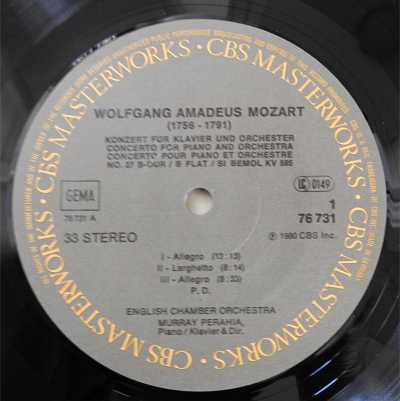 CBS MASTERWORKS · CBS MASTERWORKS · CBS MASTERWORKS · CBS MASTERWORKS ·
WOLFGANG AMADEUS MOZART
(1756 - 1791)
KONZERT FÜR KLAVIER UND ORCHESTER
CONCERTO FOR PIANO AND ORCHESTRA
CONCERTO POUR PIANO ET ORCHESTRE
NO. 27 B-DUR / B FLAT / SI BEMOL KV 595
GEMA
76 731 A
LC 0149
1
76 731
33 STEREO
℗ 1980 CBS Inc.
I - Allegro (13:13)
II - Larghetto (8:14)
III - Allegro (8:33)
P. D.
ENGLISH CHAMBER ORCHESTRA
MURRAY PERAHIA,
Piano / Klavier & Dir.